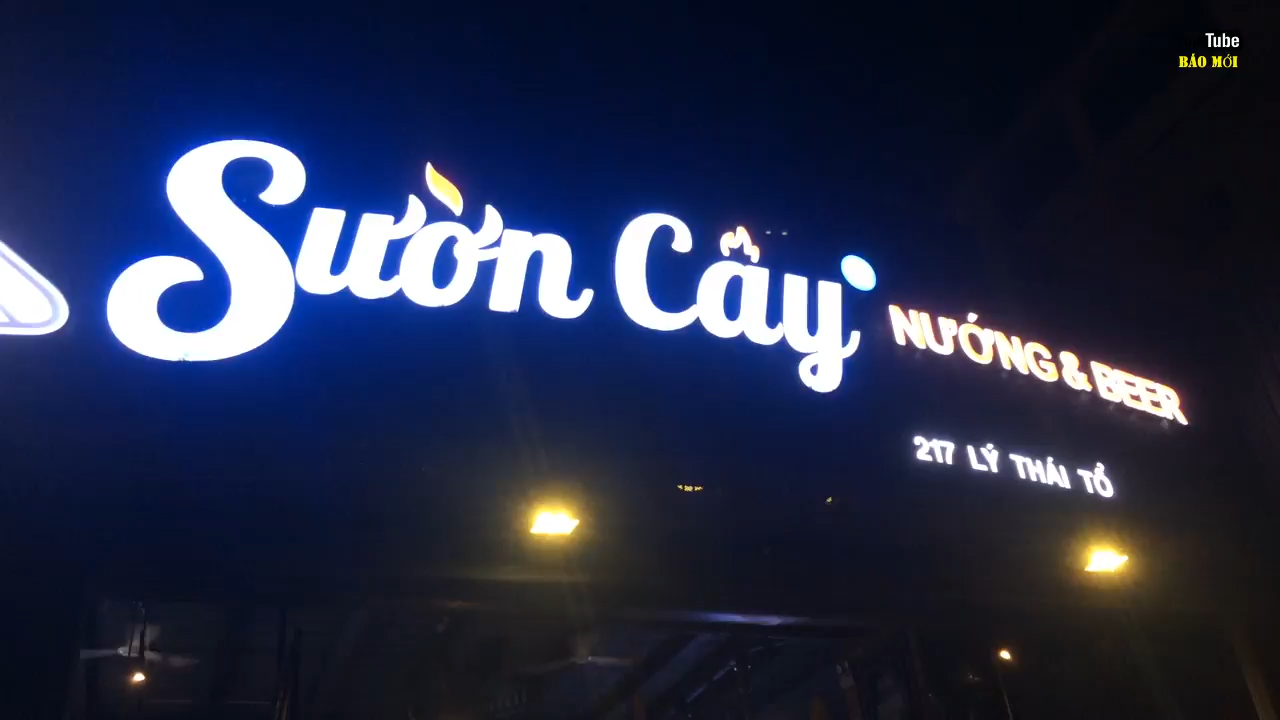 Tube
BÁO MỚI
Sườn Cây
NƯỚNG & BEER
217 LÝ THÁI TỔ